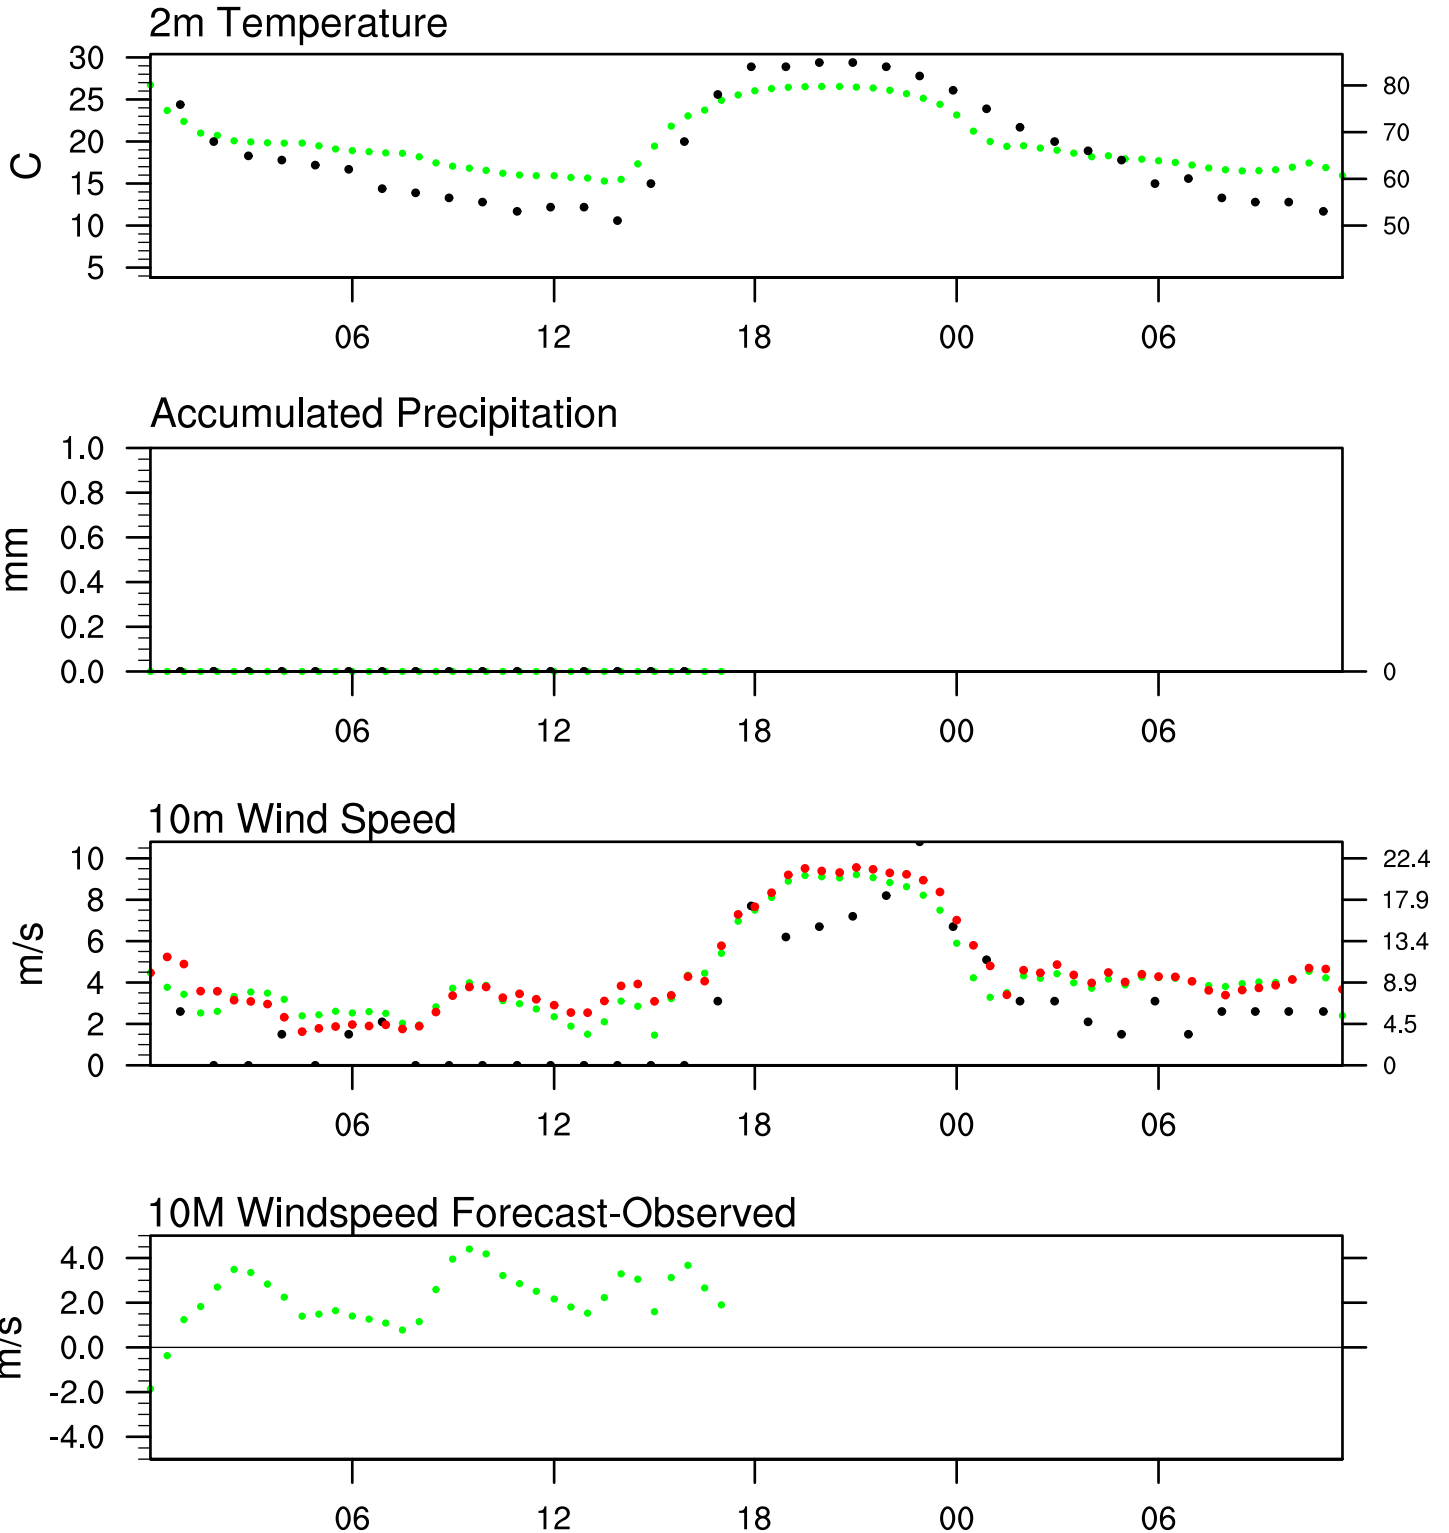 2m Temperature
30
25
20
15
10
5
C
80
70
60
50
06 12 18 00 06
Accumulated Precipitation
1.0
0.8
0.6
0.4
0.2
0.0
mm
0
06 12 18 00 06
10m Wind Speed
10
8
6
4
2
0
m/s
22.4
17.9
13.4
8.9
4.5
0
06 12 18 00 06
10M Windspeed Forecast-Observed
4.0
2.0
0.0
-2.0
-4.0
m/s
06 12 18 00 06